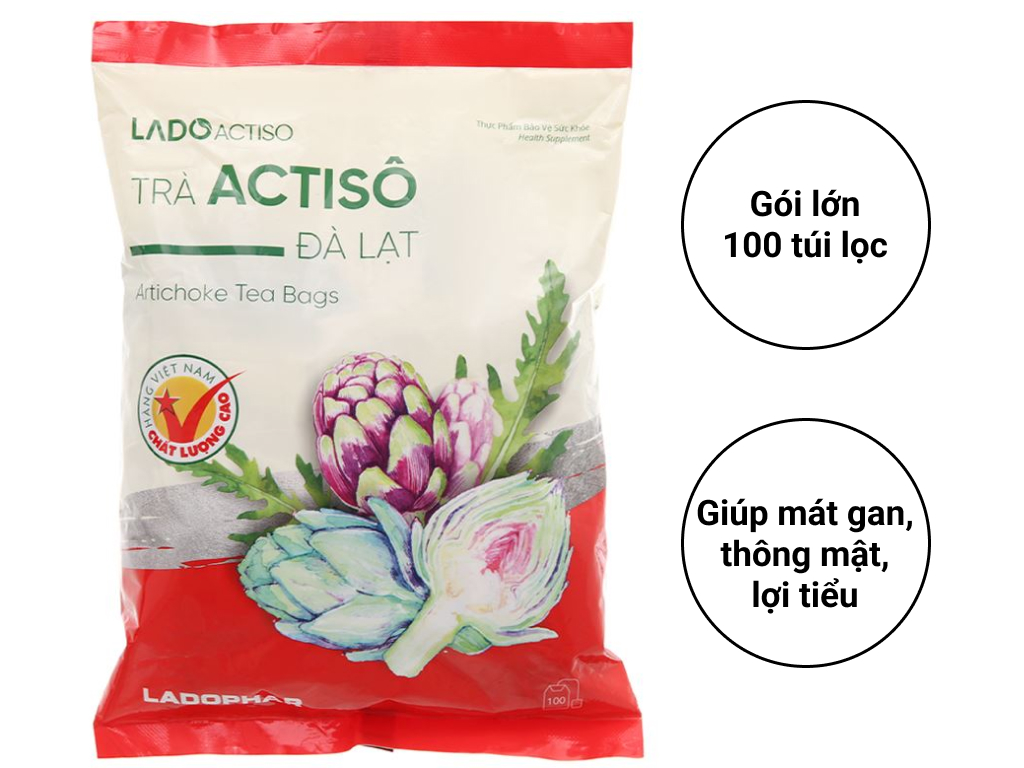 LADO ACTISO
Thực Phẩm Bảo Vệ Sức Khỏe
Health Supplement
TRÀ ACTISÔ
ĐÀ LẠT
Artichoke Tea Bags
HÀNG VIỆT NAM
CHẤT LƯỢNG CAO
LADOPHAR
100
Gói lớn
100 túi lọc
Giúp mát gan,
thông mật,
lợi tiểu